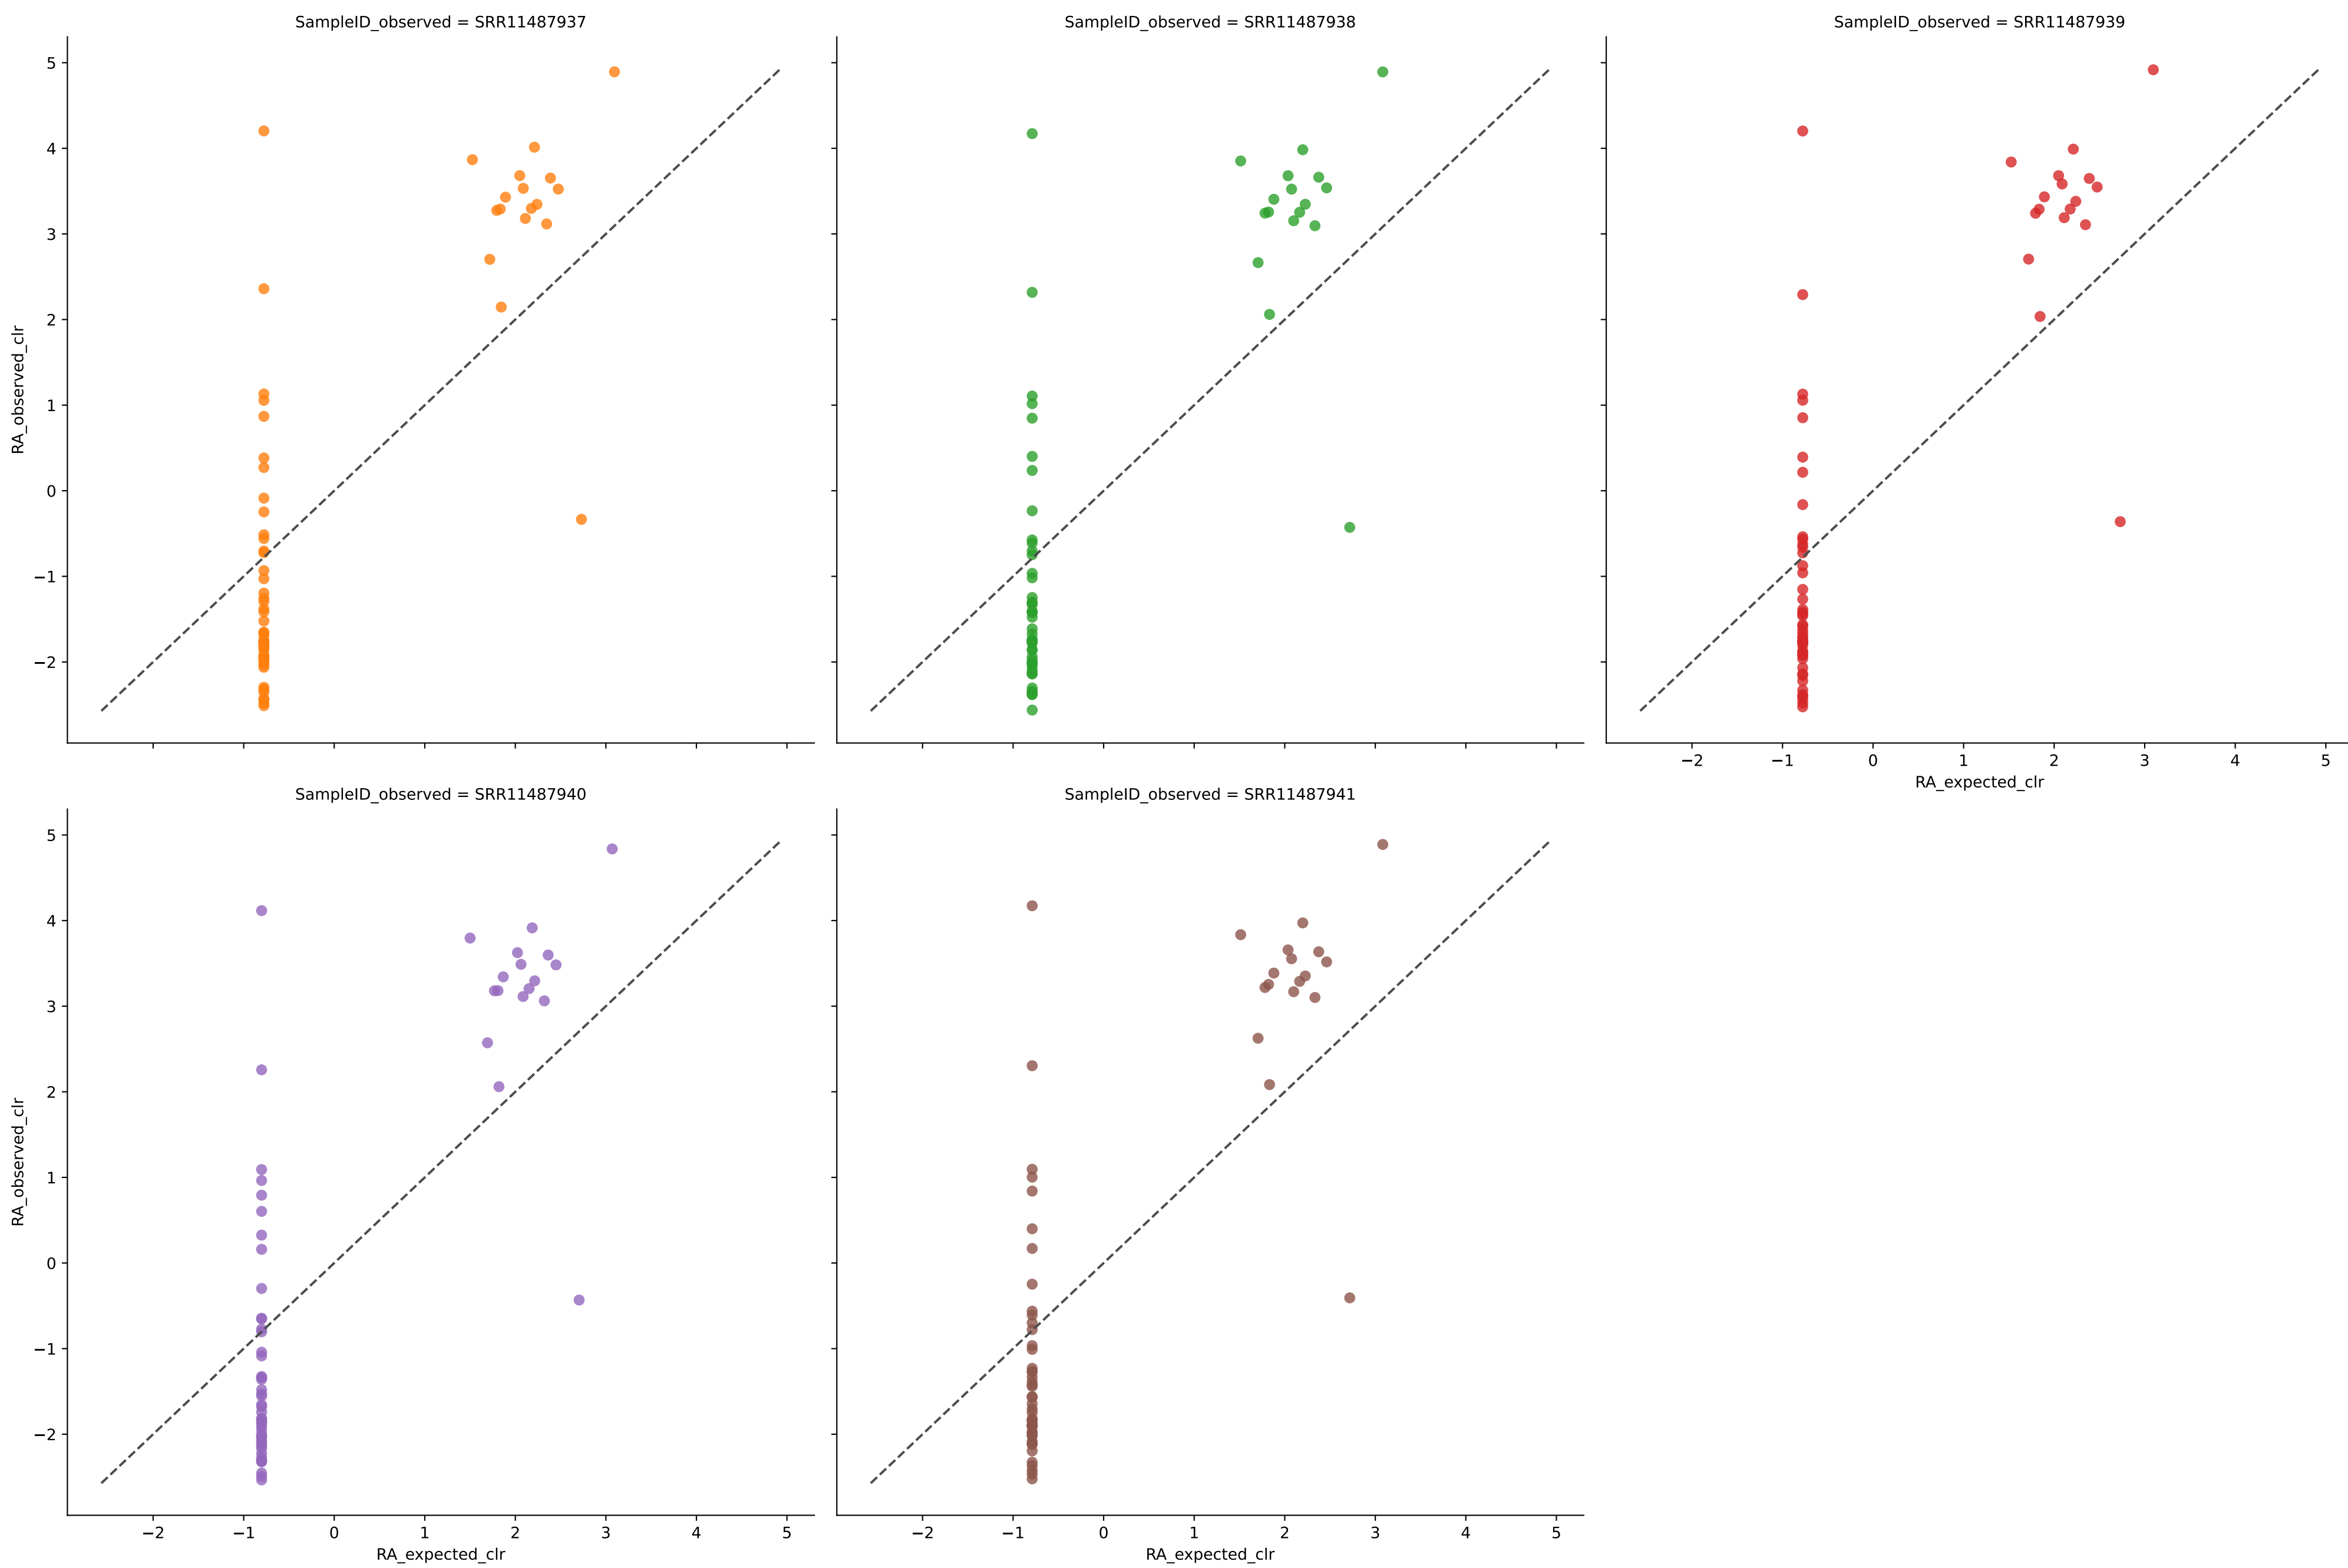 SampleID_observed = SRR11487937
SampleID_observed = SRR11487938
SampleID_observed = SRR11487939
5
4
3
2
1
0
−1
−2
RA_observed_clr
−2 −1 0 1 2 3 4 5
RA_expected_clr
SampleID_observed = SRR11487940
SampleID_observed = SRR11487941
5
4
3
2
1
0
−1
−2
RA_observed_clr
−2 −1 0 1 2 3 4 5
RA_expected_clr
−2 −1 0 1 2 3 4 5
RA_expected_clr